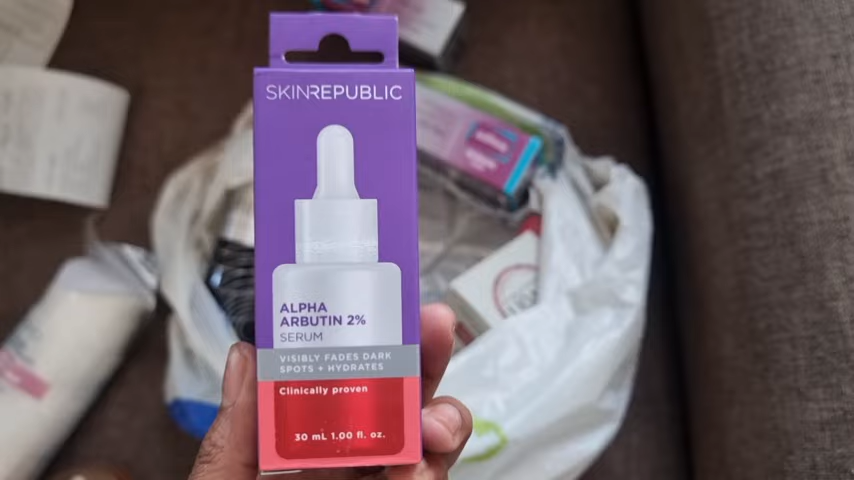 SKINREPUBLIC
ALPHA
ARBUTIN 2%
SERUM
VISIBLY FADES DARK
SPOTS + HYDRATES
Clinically proven
30 mL 1.00 fl. oz.